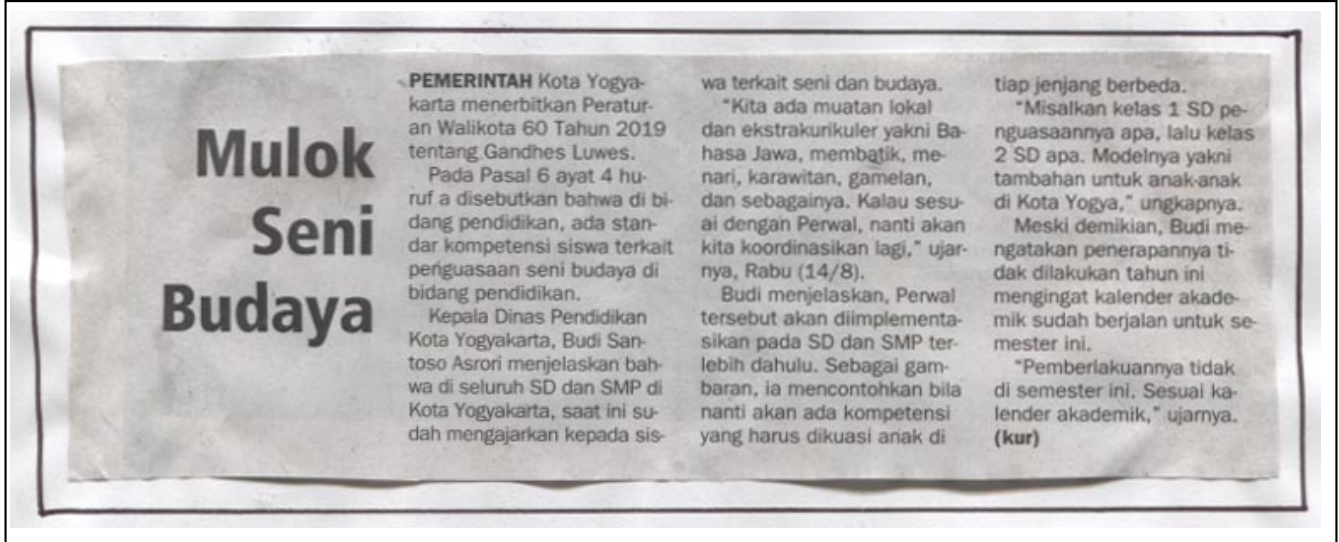 Mulok
Seni
Budaya
PEMERINTAH Kota Yogya-
karta menerbitkan Peratur-
an Walikota 60 Tahun 2019
tentang Gandhes Luwes.
Pada Pasal 6 ayat 4 hu-
ruf a disebutkan bahwa di bi-
dang pendidikan, ada stan-
dar kompetensi siswa terkait
penguasaan seni budaya di
bidang pendidikan.
Kepala Dinas Pendidikan
Kota Yogyakarta, Budi San-
toso Asrori menjelaskan bah-
wa di seluruh SD dan SMP di
Kota Yogyakarta, saat ini su-
dah mengajarkan kepada sis-
wa terkait seni dan budaya.
"Kita ada muatan lokal
dan ekstrakurikuler yakni Ba-
hasa Jawa, membatik, me-
nari, karawitan, gamelan,
dan sebagainya. Kalau sesu-
ai dengan Perwal, nanti akan
kita koordinasikan lagi," ujar-
nya, Rabu (14/8).
Budi menjelaskan, Perwal
tersebut akan diimplementa-
sikan pada SD dan SMP ter-
lebih dahulu. Sebagai gam-
baran, ia mencontohkan bila
nanti akan ada kompetensi
yang harus dikuasi anak di
tiap jenjang berbeda.
"Misalkan kelas 1 SD pe-
nguasaannya apa, lalu kelas
2 SD apa. Modelnya yakni
tambahan untuk anak-anak
di Kota Yogya," ungkapnya.
Meski demikian, Budi me-
ngatakan penerapannya ti-
dak dilakukan tahun ini
mengingat kalender akade-
mik sudah berjalan untuk se-
mester ini.
"Pemberlakuannya tidak
di semester ini. Sesuai ka-
lender akademik," ujarnya.
(kur)